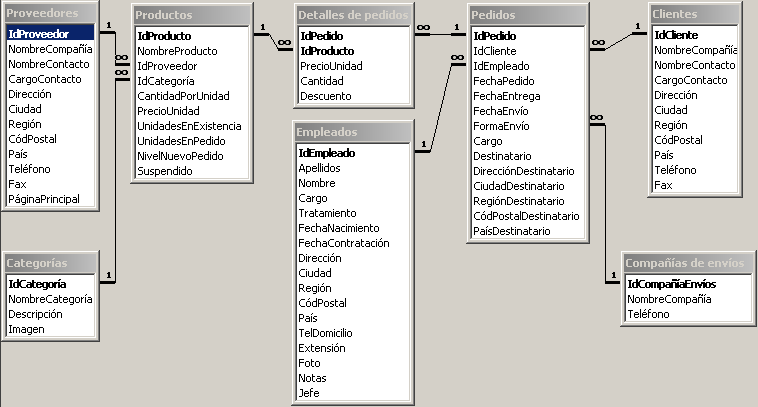 Proveedores
IdProveedor
NombreCompañía
NombreContacto
CargoContacto
Dirección
Ciudad
Región
CódPostal
País
Teléfono
Fax
PáginaPrincipal
1
∞
∞
Productos
IdProducto
NombreProducto
IdProveedor
IdCategoría
CantidadPorUnidad
PrecioUnidad
UnidadesEnExistencia
UnidadesEnPedido
NivelNuevoPedido
Suspendido
1
∞
Detalles de pedidos
IdPedido
IdProducto
PrecioUnidad
Cantidad
Descuento
∞
1
∞
Pedidos
IdPedido
IdCliente
IdEmpleado
FechaPedido
FechaEntrega
FechaEnvío
FormaEnvío
Cargo
Destinatario
DirecciónDestinatario
CiudadDestinatario
RegiónDestinatario
CódPostalDestinatario
PaísDestinatario
∞
1
∞
Clientes
IdCliente
NombreCompañía
NombreContacto
CargoContacto
Dirección
Ciudad
Región
CódPostal
País
Teléfono
Fax
Categorías
IdCategoría
NombreCategoría
Descripción
Imagen
1
Empleados
IdEmpleado
Apellidos
Nombre
Cargo
Tratamiento
FechaNacimiento
FechaContratación
Dirección
Ciudad
Región
CódPostal
País
TelDomicilio
Extensión
Foto
Notas
Jefe
1
1
Compañías de envíos
IdCompañíaEnvíos
NombreCompañía
Teléfono